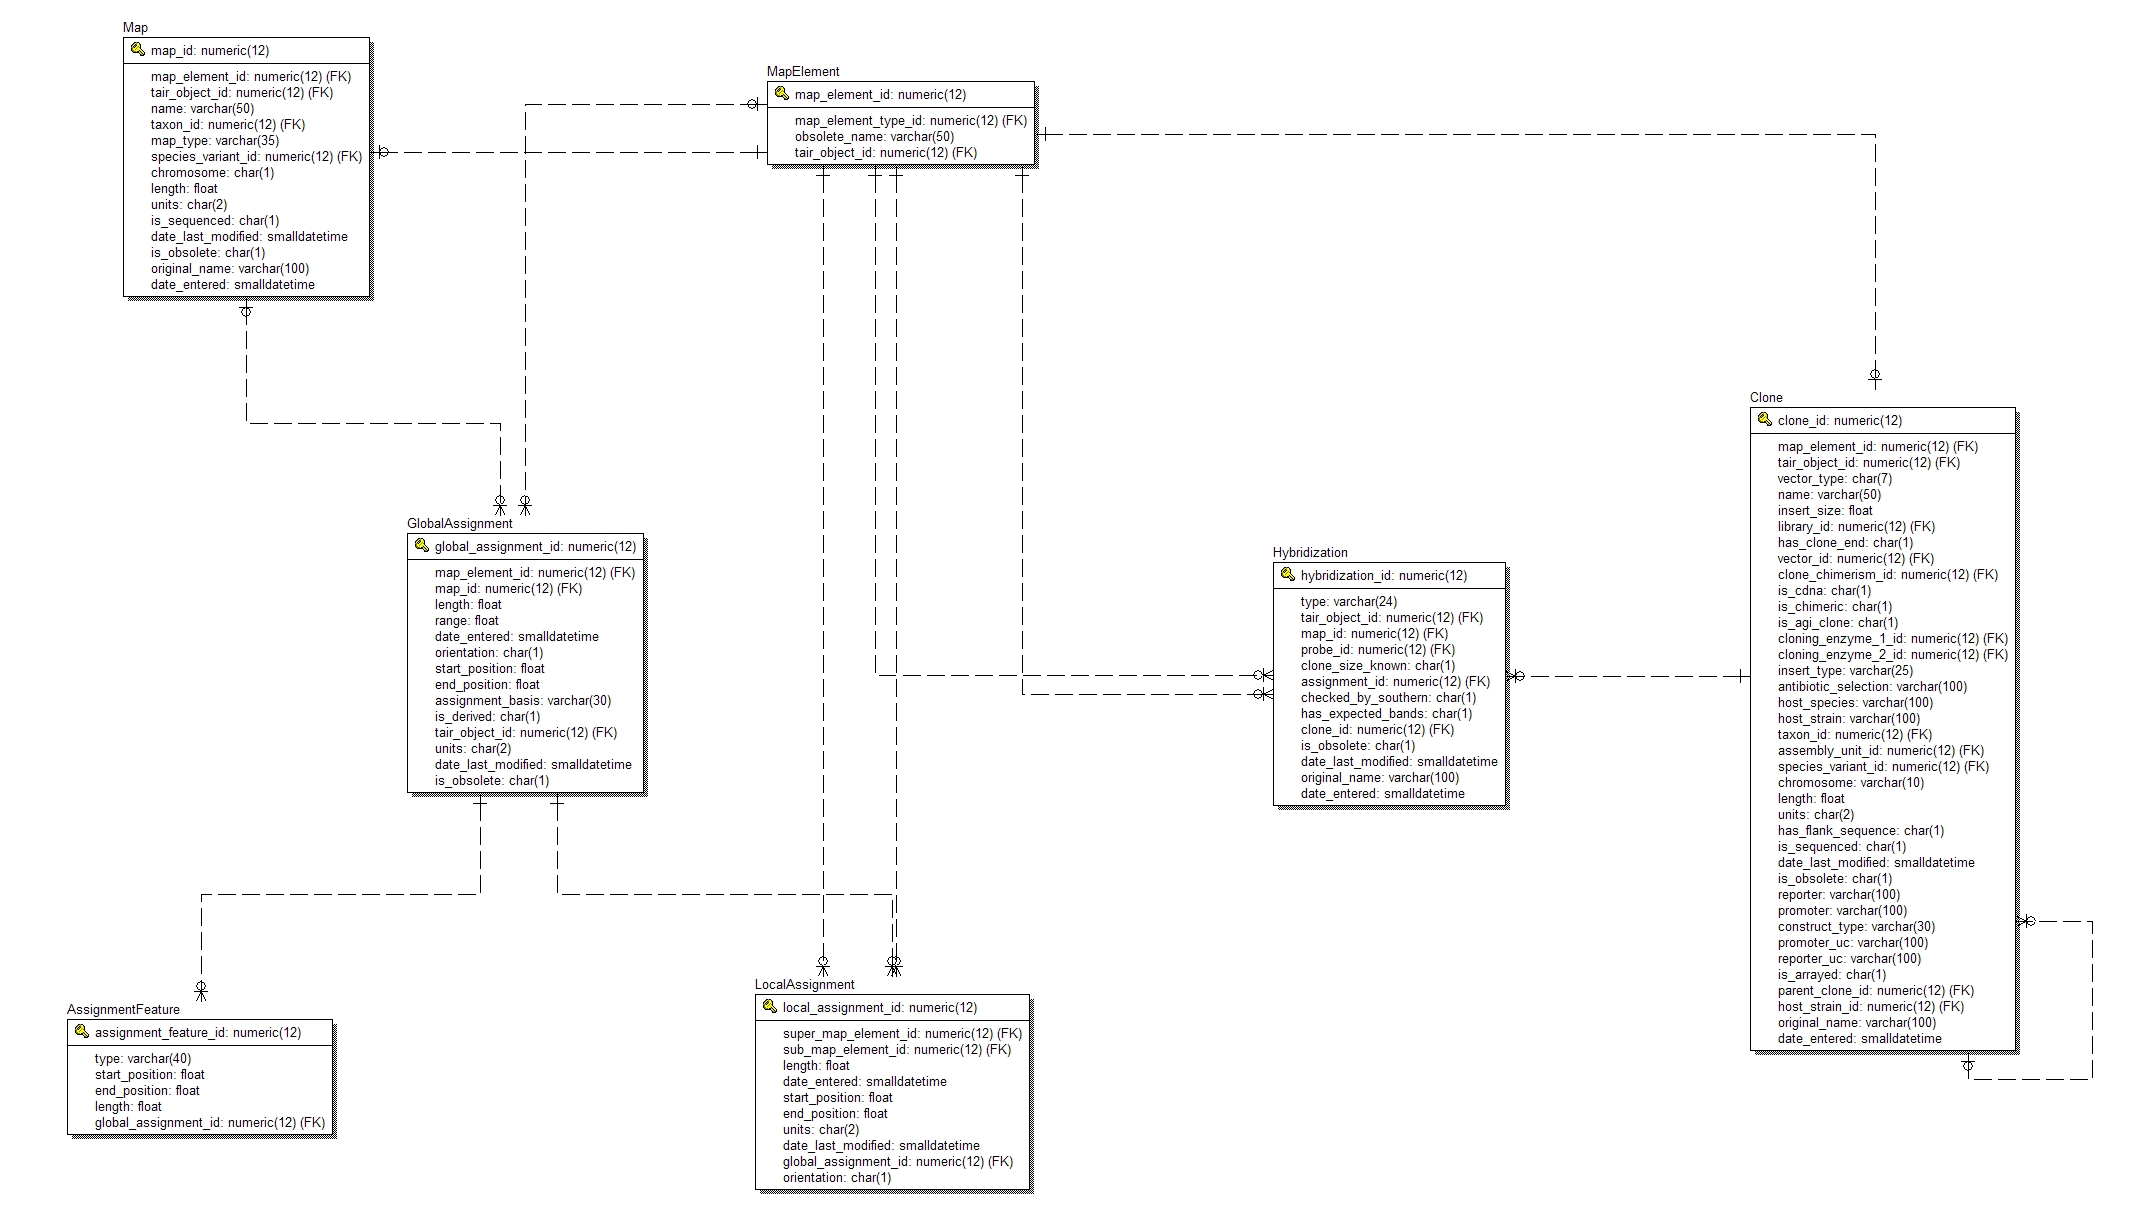 Map
map_id: numeric(12)
map_element_id: numeric(12) (FK)
tair_object_id: numeric(12) (FK)
name: varchar(50)
taxon_id: numeric(12) (FK)
map_type: varchar(35)
species_variant_id: numeric(12) (FK)
chromosome: char(1)
length: float
units: char(2)
is_sequenced: char(1)
date_last_modified: smalldatetime
is_obsolete: char(1)
original_name: varchar(100)
date_entered: smalldatetime
MapElement
map_element_id: numeric(12)
map_element_type_id: numeric(12) (FK)
obsolete_name: varchar(50)
tair_object_id: numeric(12) (FK)
Clone
clone_id: numeric(12)
map_element_id: numeric(12) (FK)
tair_object_id: numeric(12) (FK)
vector_type: char(7)
name: varchar(50)
insert_size: float
library_id: numeric(12) (FK)
has_clone_end: char(1)
vector_id: numeric(12) (FK)
clone_chimerism_id: numeric(12) (FK)
is_cdna: char(1)
is_chimeric: char(1)
is_agi_clone: char(1)
cloning_enzyme_1_id: numeric(12) (FK)
cloning_enzyme_2_id: numeric(12) (FK)
insert_type: varchar(25)
antibiotic_selection: varchar(100)
host_species: varchar(100)
host_strain: varchar(100)
taxon_id: numeric(12) (FK)
assembly_unit_id: numeric(12) (FK)
species_variant_id: numeric(12) (FK)
chromosome: varchar(10)
length: float
units: char(2)
has_flank_sequence: char(1)
is_sequenced: char(1)
date_last_modified: smalldatetime
is_obsolete: char(1)
reporter: varchar(100)
promoter: varchar(100)
construct_type: varchar(30)
promoter_uc: varchar(100)
reporter_uc: varchar(100)
is_arrayed: char(1)
parent_clone_id: numeric(12) (FK)
host_strain_id: numeric(12) (FK)
original_name: varchar(100)
date_entered: smalldatetime
GlobalAssignment
global_assignment_id: numeric(12)
map_element_id: numeric(12) (FK)
map_id: numeric(12) (FK)
length: float
range: float
date_entered: smalldatetime
orientation: char(1)
start_position: float
end_position: float
assignment_basis: varchar(30)
is_derived: char(1)
tair_object_id: numeric(12) (FK)
units: char(2)
date_last_modified: smalldatetime
is_obsolete: char(1)
Hybridization
hybridization_id: numeric(12)
type: varchar(24)
tair_object_id: numeric(12) (FK)
map_id: numeric(12) (FK)
probe_id: numeric(12) (FK)
clone_size_known: char(1)
assignment_id: numeric(12) (FK)
checked_by_southern: char(1)
has_expected_bands: char(1)
clone_id: numeric(12) (FK)
is_obsolete: char(1)
date_last_modified: smalldatetime
original_name: varchar(100)
date_entered: smalldatetime
AssignmentFeature
assignment_feature_id: numeric(12)
type: varchar(40)
start_position: float
end_position: float
length: float
global_assignment_id: numeric(12) (FK)
LocalAssignment
local_assignment_id: numeric(12)
super_map_element_id: numeric(12) (FK)
sub_map_element_id: numeric(12) (FK)
length: float
date_entered: smalldatetime
start_position: float
end_position: float
units: char(2)
date_last_modified: smalldatetime
global_assignment_id: numeric(12) (FK)
orientation: char(1)